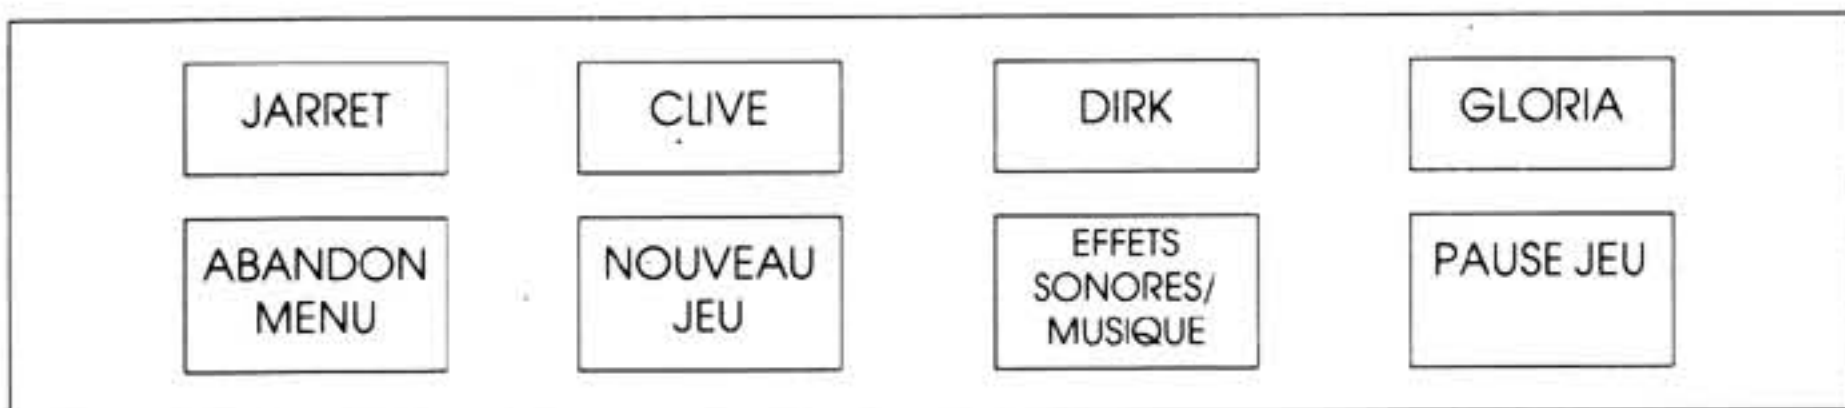 JARRET
CLIVE
DIRK
GLORIA
ABANDON
MENU
NOUVEAU
JEU
EFFETS
SONORES/
MUSIQUE
PAUSE JEU